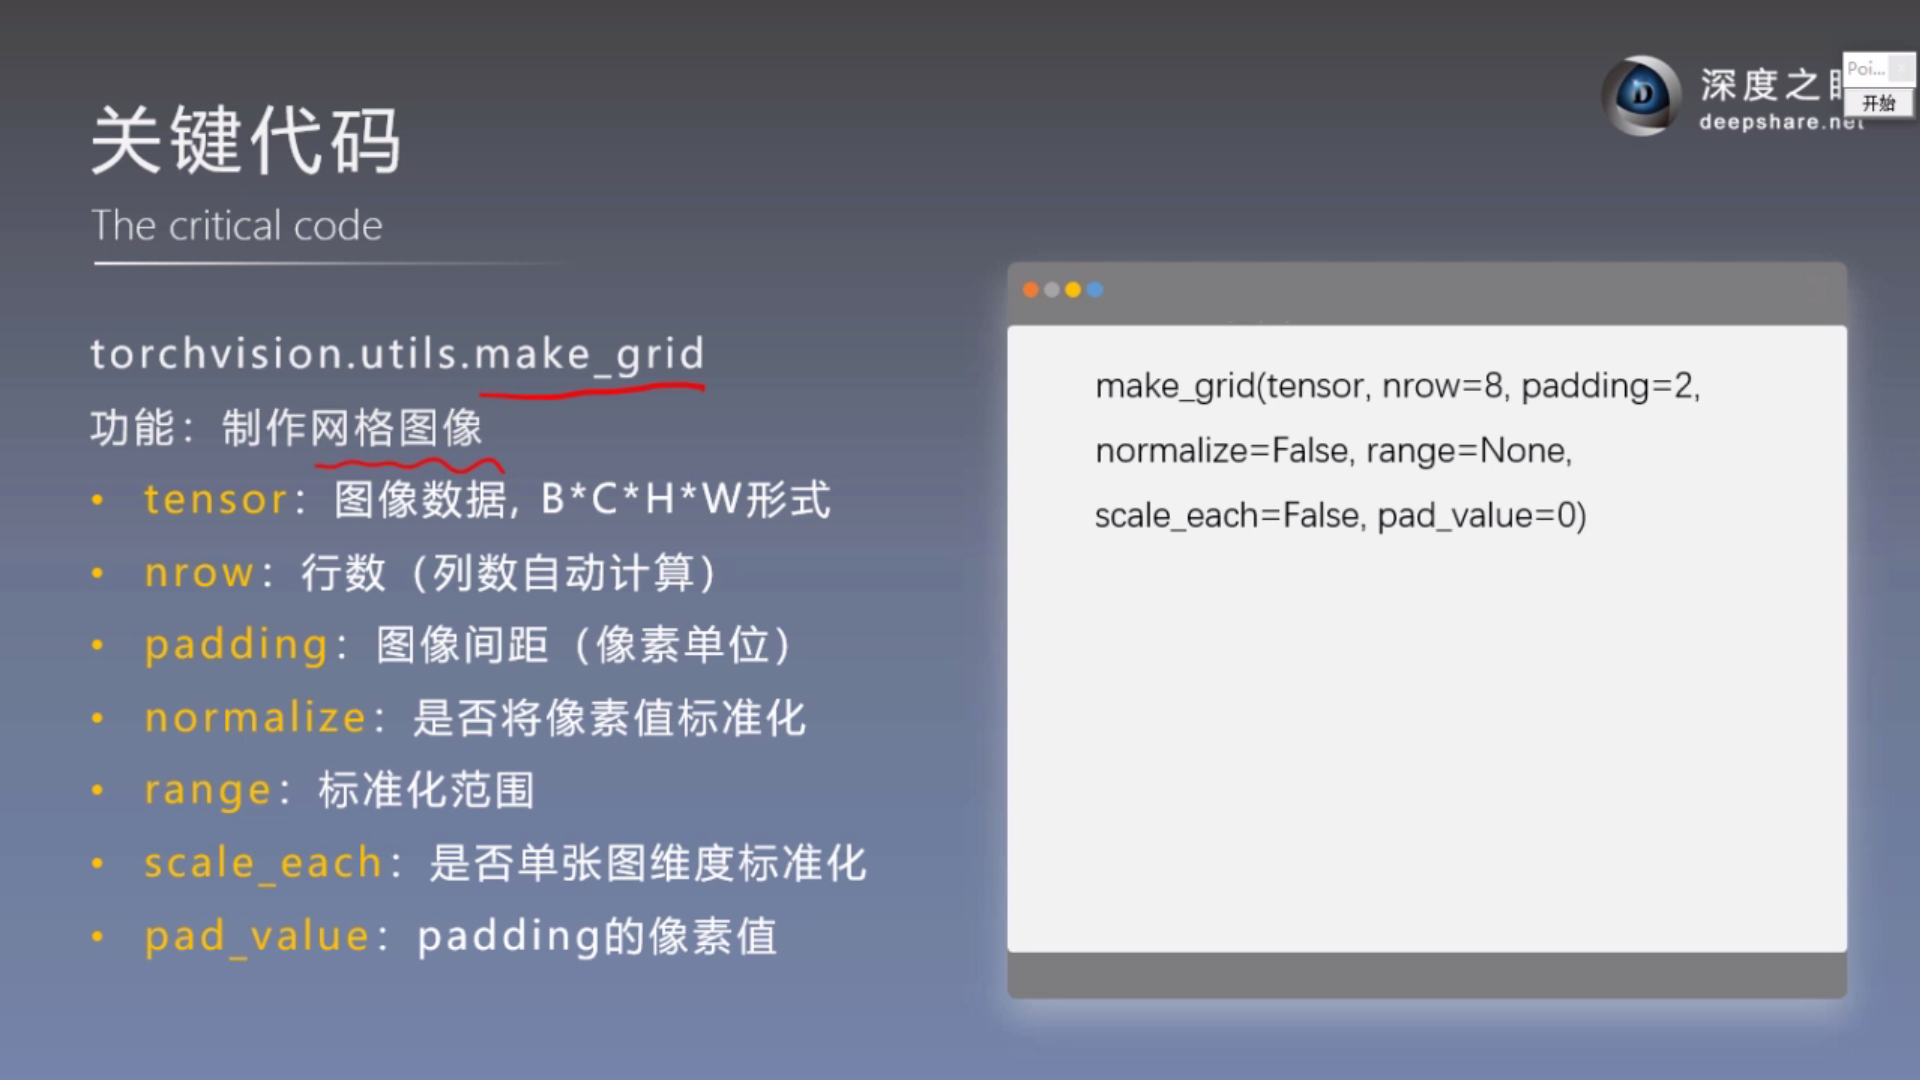 关键代码
The critical code
torchvision.utils.make_grid
功能：制作网格图像
• tensor：图像数据, B*C*H*W形式
• nrow：行数（列数自动计算）
• padding：图像间距（像素单位）
• normalize：是否将像素值标准化
• range：标准化范围
• scale_each：是否单张图维度标准化
• pad_value：padding的像素值
深度之
deepshare.net
Poi...
开始
make_grid(tensor, nrow=8, padding=2,
normalize=False, range=None,
scale_each=False, pad_value=0)